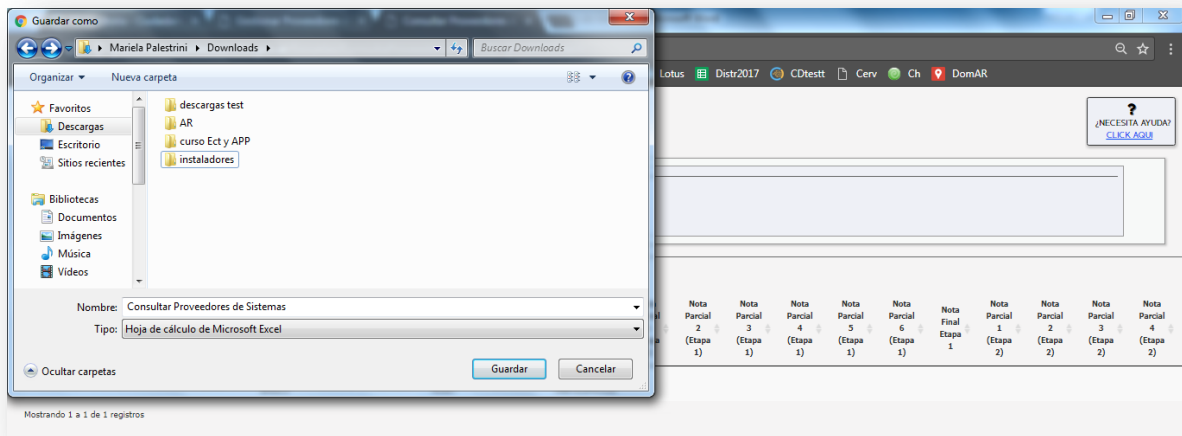 Guardar como
Mariela Palestrini ▸ Downloads ▸
Buscar Downloads
Organizar
Nueva carpeta
Favoritos
Descargas
Escritorio
Sitios recientes
Bibliotecas
Documentos
Imágenes
Música
Vídeos
descargas test
AR
curso Ect y APP
instaladores
Nombre: Consultar Proveedores de Sistemas
Tipo: Hoja de cálculo de Microsoft Excel
Ocultar carpetas
Guardar
Cancelar
Lotus
Distr2017
CDtestt
Cerv
Ch
DomAR
?
¿NECESITA AYUDA?
CLICK AQUI
Nota
Parcial
2
(Etapa
1)
Nota
Parcial
3
(Etapa
1)
Nota
Parcial
4
(Etapa
1)
Nota
Parcial
5
(Etapa
1)
Nota
Parcial
6
(Etapa
1)
Nota
Final
Etapa
1
Nota
Parcial
1
(Etapa
2)
Nota
Parcial
2
(Etapa
2)
Nota
Parcial
3
(Etapa
2)
Nota
Parcial
4
(Etapa
2)
Mostrando 1 a 1 de 1 registros